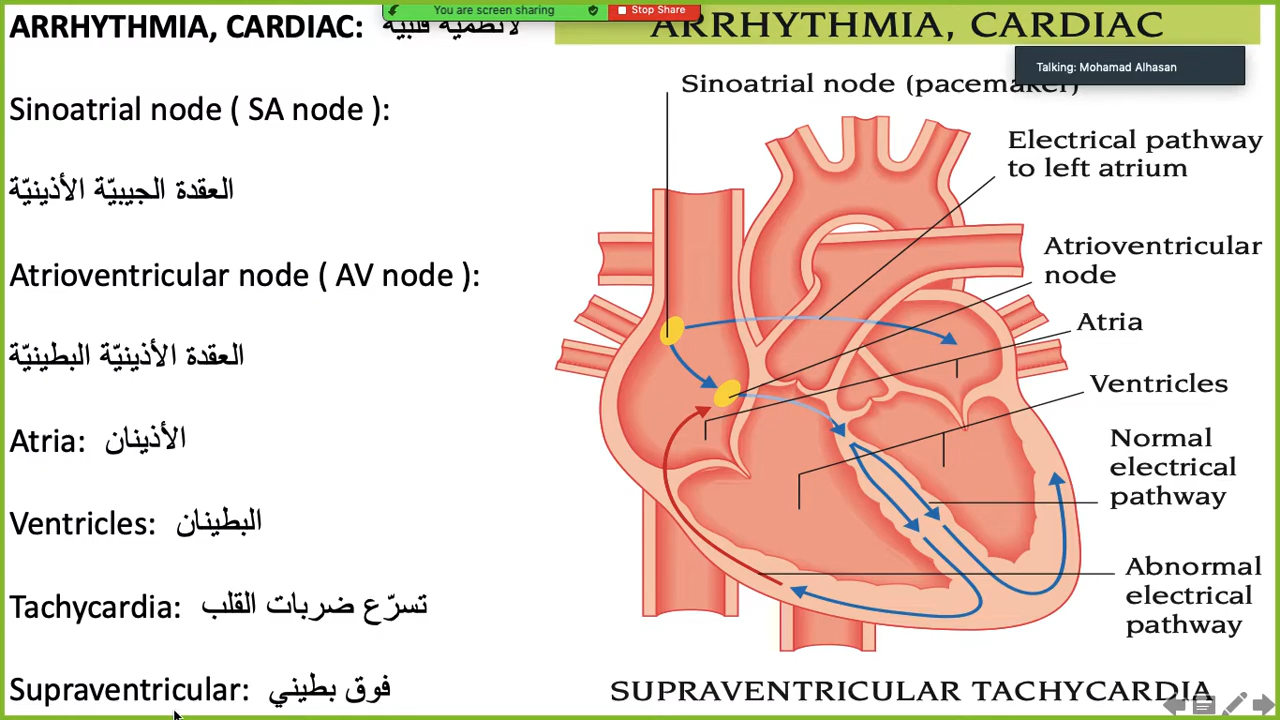 You are screen sharing
Stop Share
ARRHYTHMIA, CARDIAC: لانظمية قلبية
Sinoatrial node ( SA node ):
العقدة الجيبيّة الأذينيّة
Atrioventricular node ( AV node ):
العقدة الأذينيّة البطينيّة
Atria: الأذينان
Ventricles: البطينان
Tachycardia: تسرّع ضربات القلب
Supraventricular: فوق بطيني
ARRHYTHMIA, CARDIAC
Talking: Mohamad Alhasan
Sinoatrial node (pacemaker)
Electrical pathway
to left atrium
Atrioventricular
node
Atria
Ventricles
Normal
electrical
pathway
Abnormal
electrical
pathway
SUPRAVENTRICULAR TACHYCARDIA